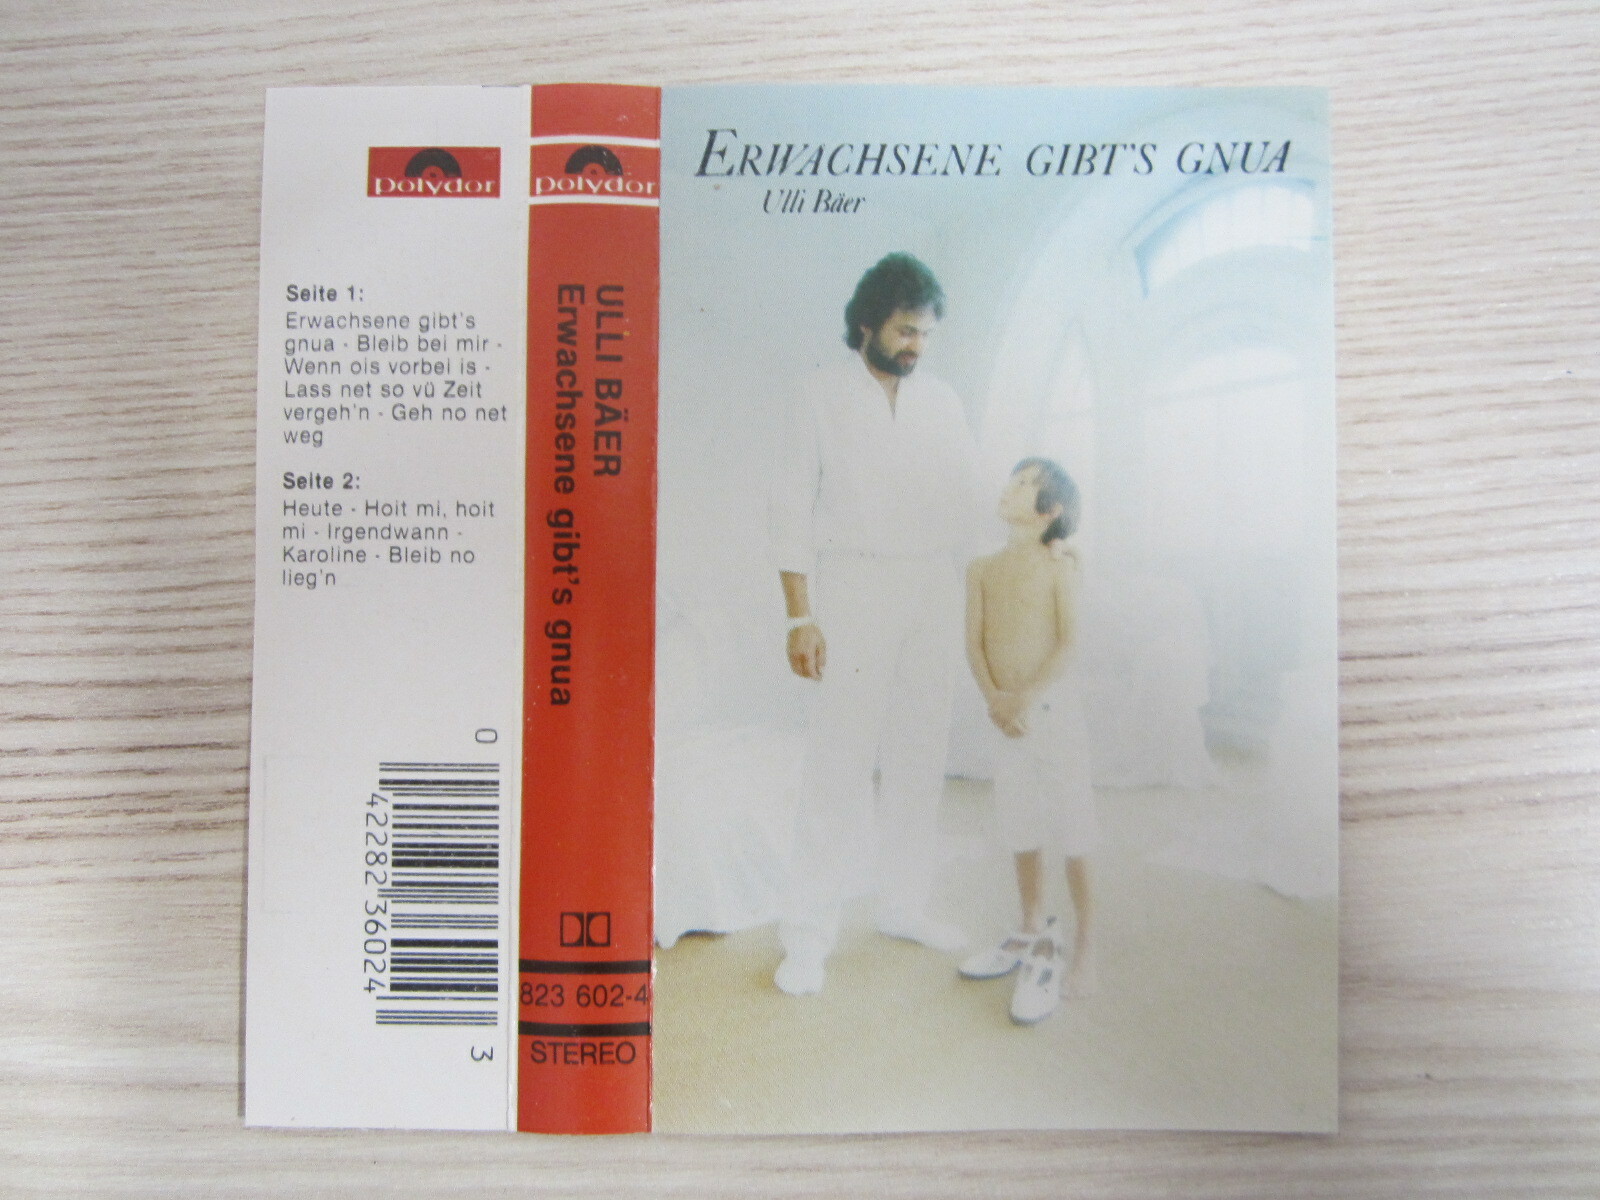 polydor
Seite 1:
Erwachsene gibt's
gnua - Bleib bei mir -
Wenn ois vorbei is -
Lass net so vü Zeit
vergeh'n - Geh no net
weg
Seite 2:
Heute - Hoit mi, hoit
mi - Irgendwann -
Karoline - Bleib no
lieg'n
0
42282 36024
3
polydor
ULLI BÄER
Erwachsene gibt's gnua
823 602-4
STEREO
ERWACHSENE GIBT'S GNUA
Ulli Bäer